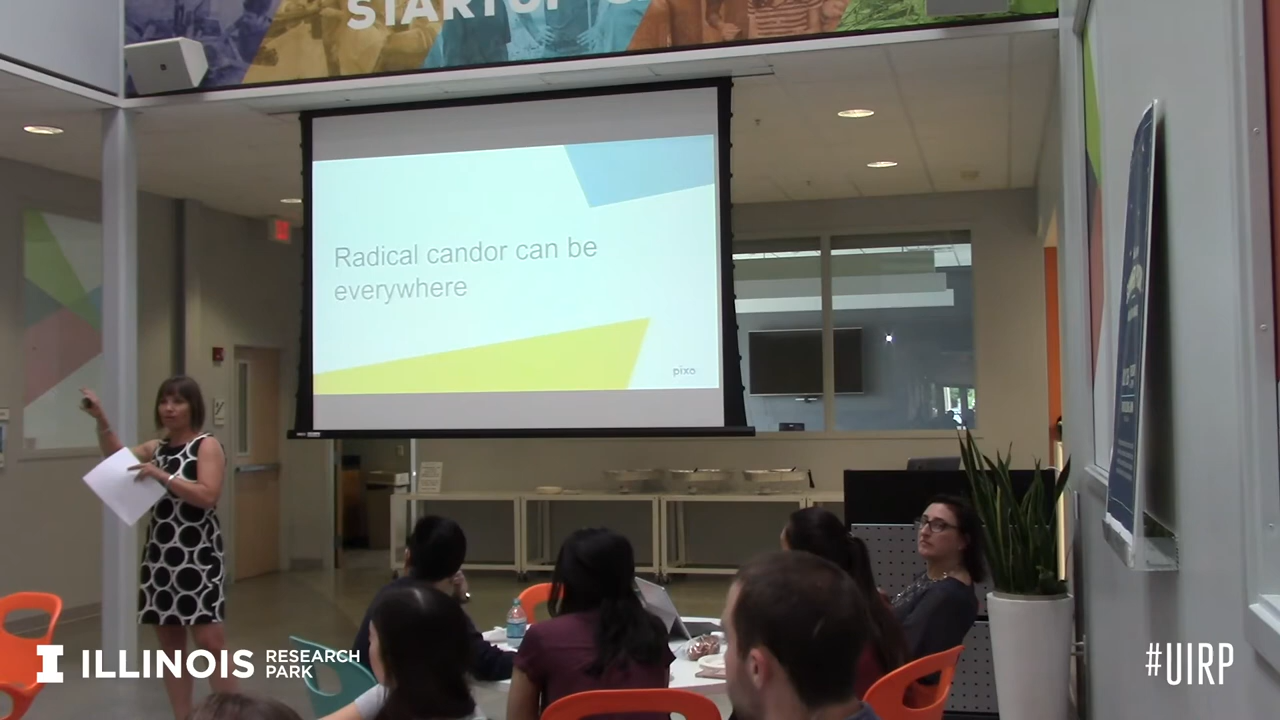 STARTUP
Radical candor can be
everywhere
pixo
I ILLINOIS
RESEARCH
PARK
#UIRP